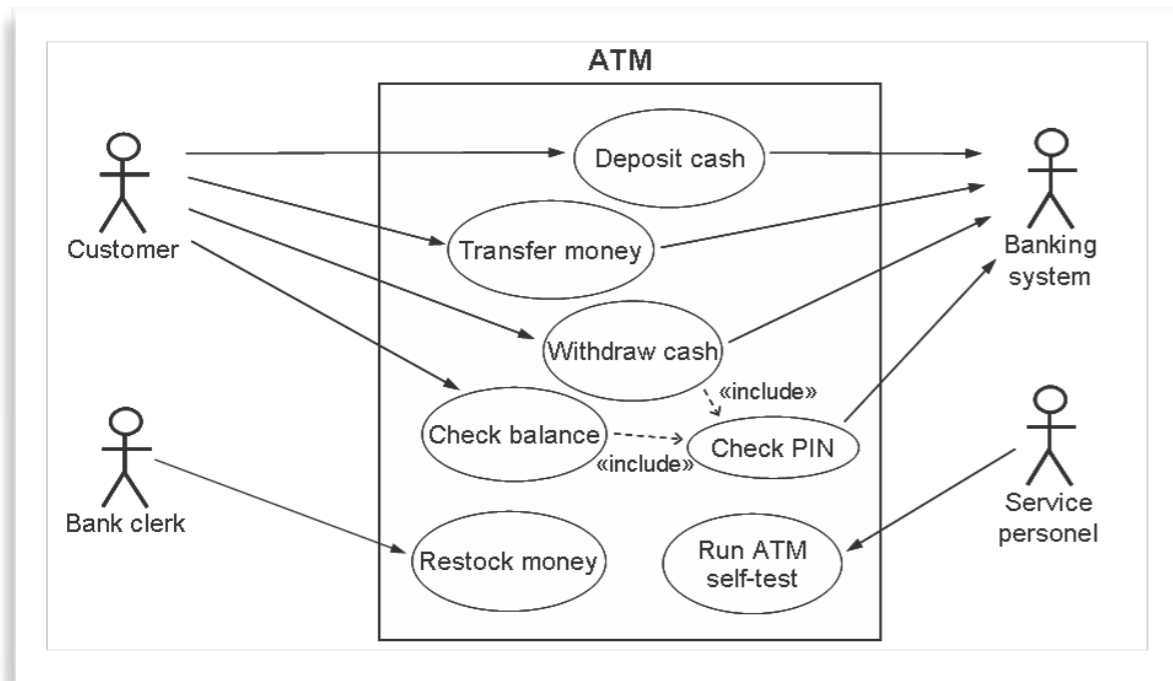 ATM
Deposit cash
Transfer money
Customer
Banking
system
Withdraw cash
«include»
Check balance
Check PIN
«include»
Bank clerk
Service
personel
Restock money
Run ATM
self-test